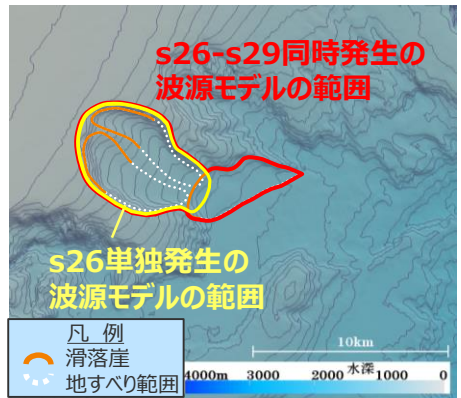 s26-s29同時発生の
波源モデルの範囲
s26単独発生の
波源モデルの範囲
凡 例
滑落崖
地すべり範囲
10km
4000m 3000 2000 水深 1000 0